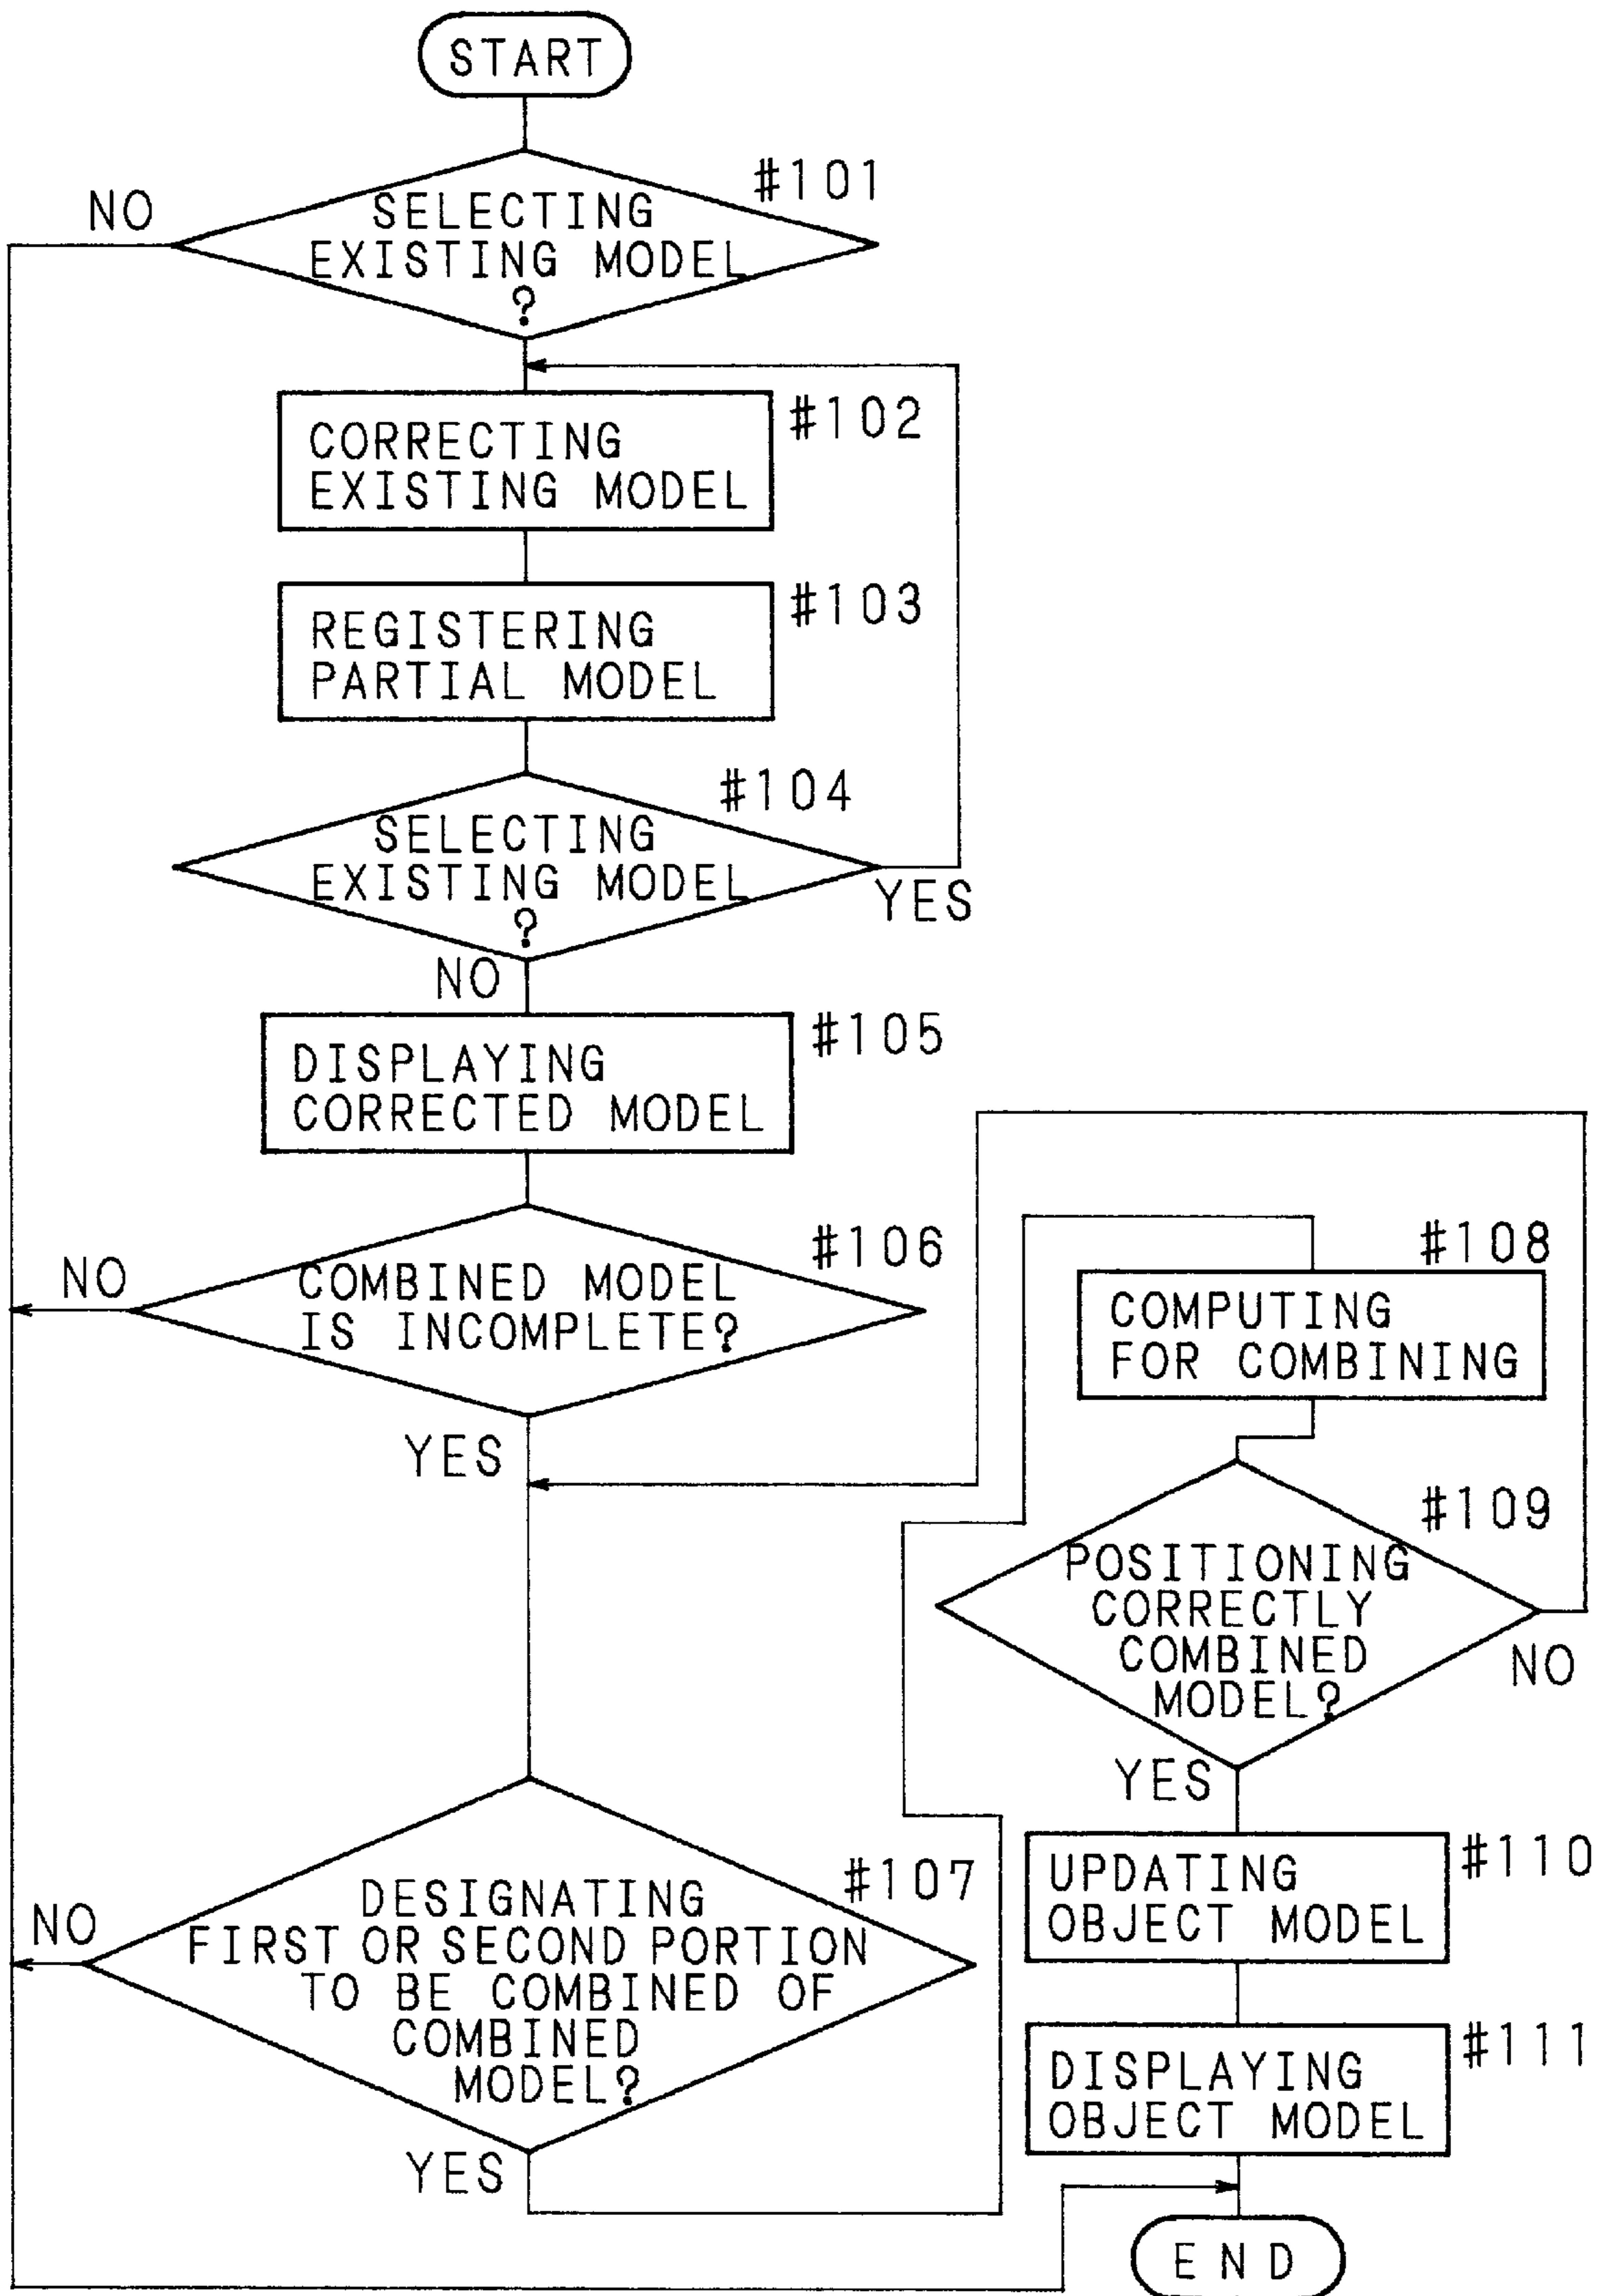 START
#101
NO
SELECTING
EXISTING MODEL
?
#102
CORRECTING
EXISTING MODEL
#103
REGISTERING
PARTIAL MODEL
#104
SELECTING
EXISTING MODEL
?
YES
NO
#105
DISPLAYING
CORRECTED MODEL
#106
NO
COMBINED MODEL
IS INCOMPLETE?
YES
#107
NO
DESIGNATING
FIRST OR SECOND PORTION
TO BE COMBINED OF
COMBINED
MODEL?
YES
#108
COMPUTING
FOR COMBINING
#109
POSITIONING
CORRECTLY
COMBINED
MODEL?
NO
YES
#110
UPDATING
OBJECT MODEL
#111
DISPLAYING
OBJECT MODEL
END